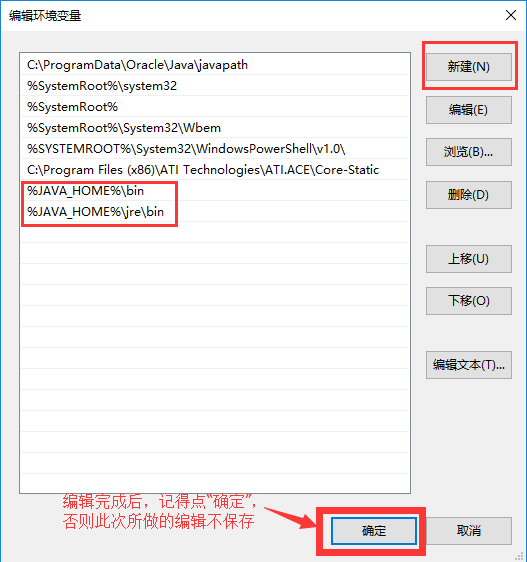 编辑环境变量
C:\ProgramData\Oracle\Java\javapath
%SystemRoot%\system32
%SystemRoot%
%SystemRoot%\System32\Wbem
%SYSTEMROOT%\System32\WindowsPowerShell\v1.0\
C:\Program Files (x86)\ATI Technologies\ATI.ACE\Core-Static
%JAVA_HOME%\bin
%JAVA_HOME%\jre\bin
新建(N)
编辑(E)
浏览(B)...
删除(D)
上移(U)
下移(O)
编辑文本(T)...
编辑完成后，记得点“确定”，
否则此次所做的编辑不保存
确定
取消